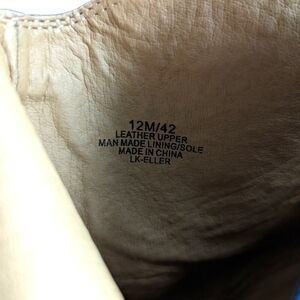 12M/42
LEATHER UPPER
MAN MADE LINING/SOLE
MADE IN CHINA
LK-ELLER